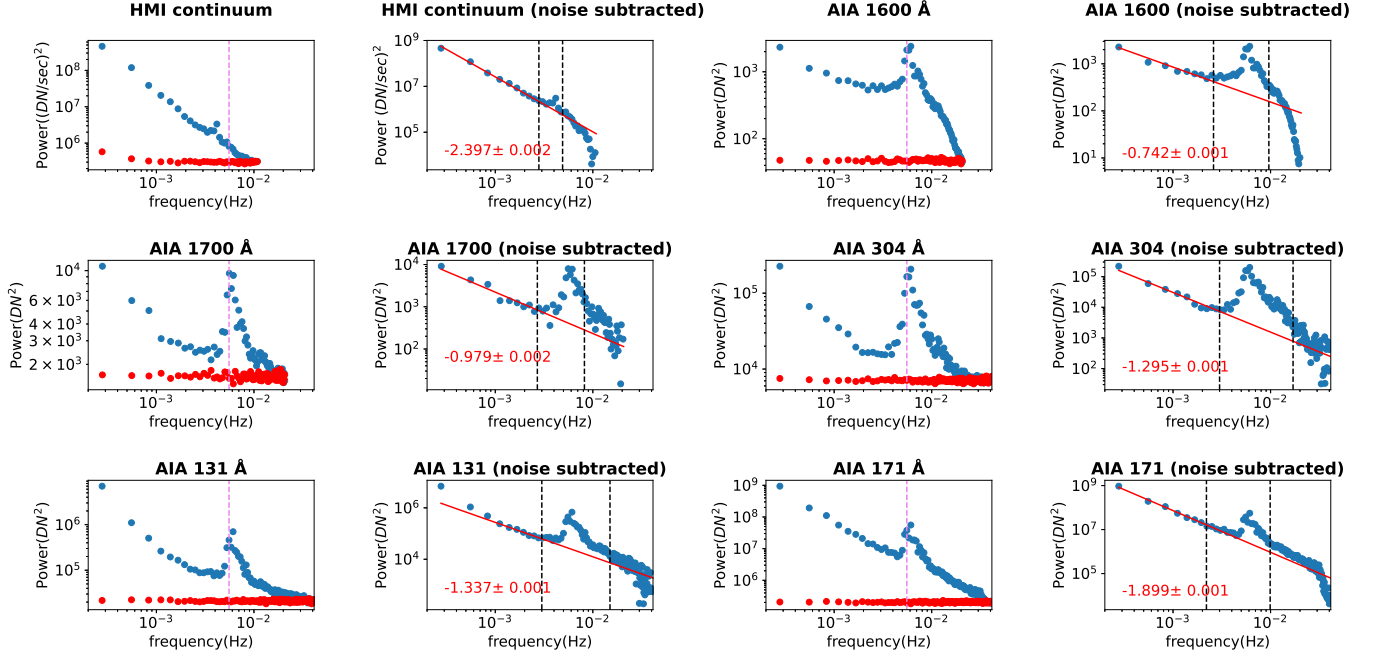 HMI continuum
Power((DN/sec)²)
10⁸
10⁷
10⁶
10⁻³ 10⁻²
frequency(Hz)
HMI continuum (noise subtracted)
Power (DN/sec)²
10⁹
10⁷
10⁵
-2.397± 0.002
10⁻³ 10⁻²
frequency(Hz)
AIA 1600 Å
Power(DN²)
10³
10²
10⁻³ 10⁻²
frequency(Hz)
AIA 1600 (noise subtracted)
Power(DN²)
10³
10²
10¹
-0.742± 0.001
10⁻³ 10⁻²
frequency(Hz)
AIA 1700 Å
Power(DN²)
10⁴
6 × 10³
4 × 10³
3 × 10³
2 × 10³
10⁻³ 10⁻²
frequency(Hz)
AIA 1700 (noise subtracted)
Power(DN²)
10⁴
10³
10²
-0.979± 0.002
10⁻³ 10⁻²
frequency(Hz)
AIA 304 Å
Power(DN²)
10⁵
10⁴
10⁻³ 10⁻²
frequency(Hz)
AIA 304 (noise subtracted)
Power(DN²)
10⁵
10⁴
10³
10²
-1.295± 0.001
10⁻³ 10⁻²
frequency(Hz)
AIA 131 Å
Power(DN²)
10⁶
10⁵
10⁻³ 10⁻²
frequency(Hz)
AIA 131 (noise subtracted)
Power(DN²)
10⁶
10⁴
-1.337± 0.001
10⁻³ 10⁻²
frequency(Hz)
AIA 171 Å
Power(DN²)
10⁹
10⁸
10⁷
10⁶
10⁻³ 10⁻²
frequency(Hz)
AIA 171 (noise subtracted)
Power(DN²)
10⁹
10⁷
10⁵
-1.899± 0.001
10⁻³ 10⁻²
frequency(Hz)